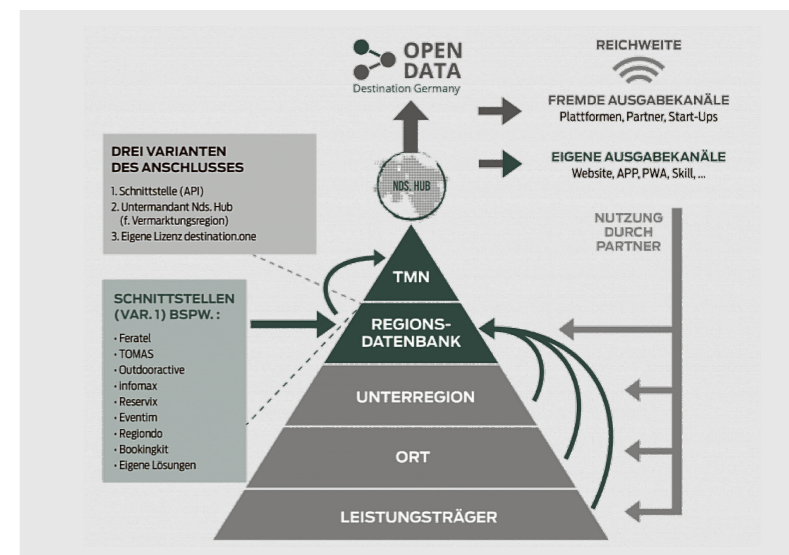 OPEN
DATA
Destination Germany
REICHWEITE
FREMDE AUSGABEKANÄLE
Plattformen, Partner, Start-Ups
EIGENE AUSGABEKANÄLE
Website, APP, PWA, Skill, ...
NUTZUNG
DURCH
PARTNER
DREI VARIANTEN
DES ANSCHLUSSES
1. Schnittstelle (API)
2. Untermandant Nds. Hub
(f. Vermarktungsregion)
3. Eigene Lizenz destination.one
NDS. HUB
SCHNITTSTELLEN
(VAR. 1) BSPW. :
• Feratel
• TOMAS
• Outdooractive
• infomax
• Reservix
• Eventim
• Regiondo
• Bookingkit
• Eigene Lösungen
TMN
REGIONS-
DATENBANK
UNTERREGION
ORT
LEISTUNGSTRÄGER